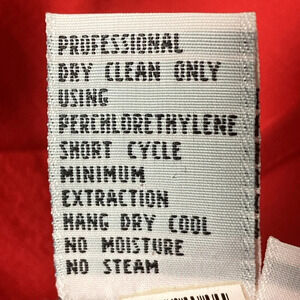 PROFESSIONAL
DRY CLEAN ONLY
USING
PERCHLORETHYLENE
SHORT CYCLE
MINIMUM
EXTRACTION
HANG DRY COOL
NO MOISTURE
NO STEAM